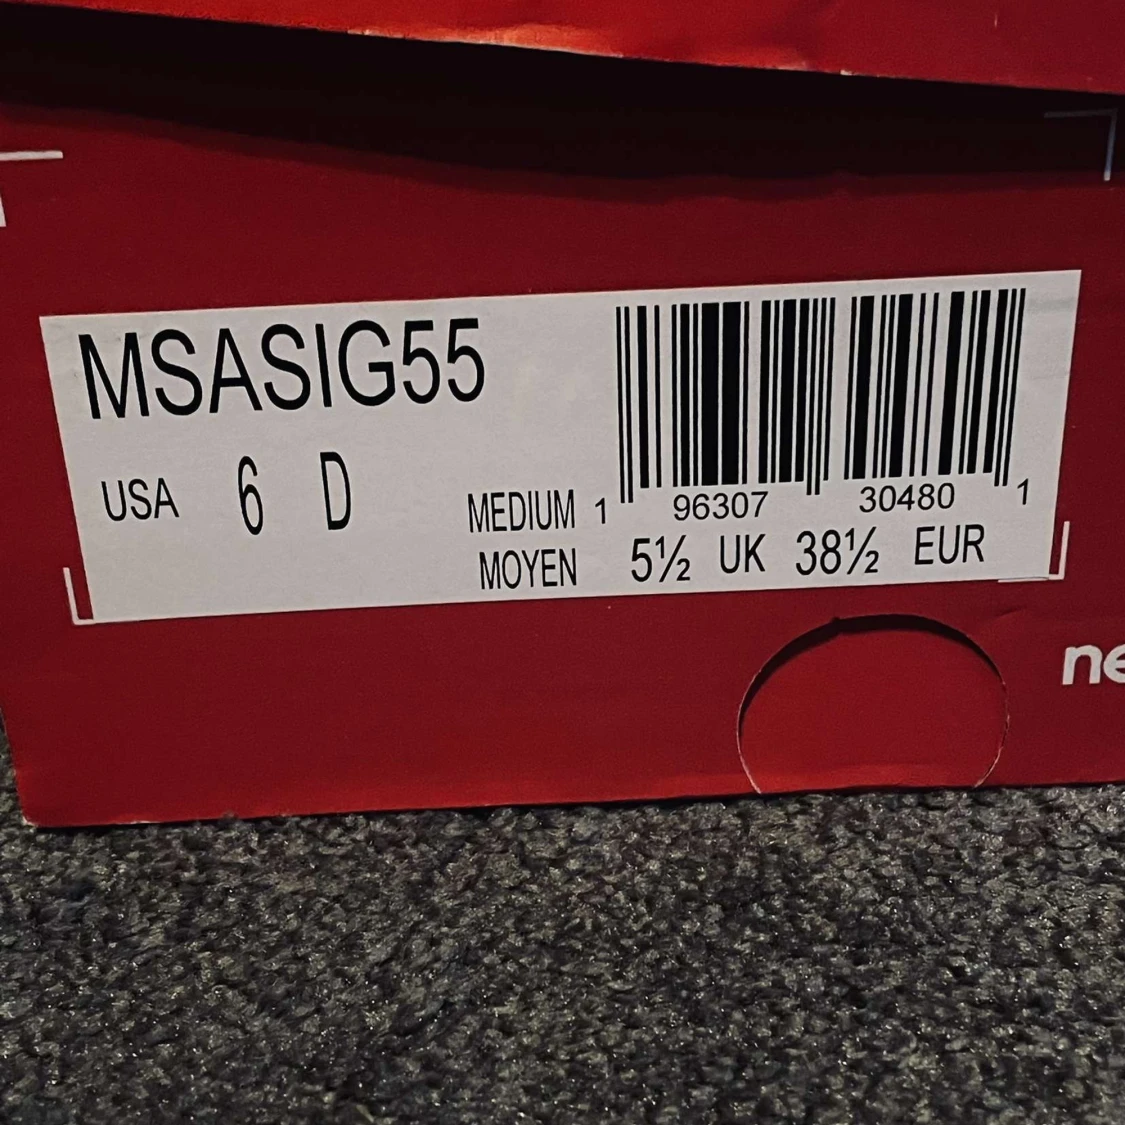 MSASIG55
USA 6 D
MEDIUM
MOYEN
1 96307 30480 1
5½ UK 38½ EUR
ne